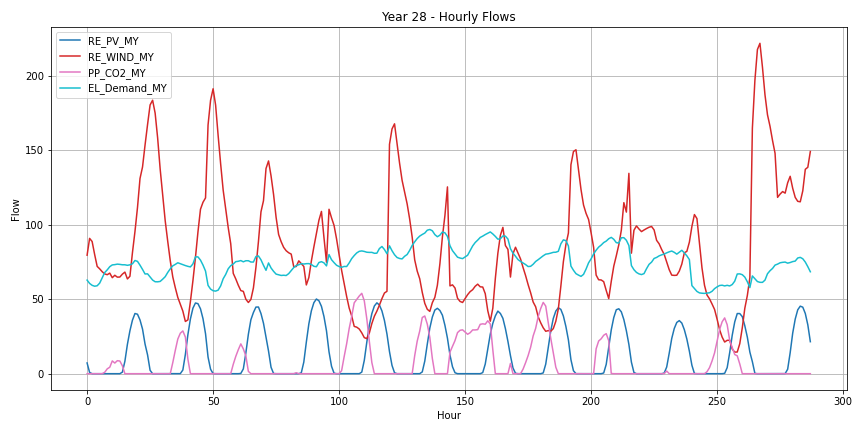 Year 28 - Hourly Flows
RE_PV_MY
RE_WIND_MY
PP_CO2_MY
EL_Demand_MY
Flow
200
150
100
50
0
0 50 100 150 200 250 300
Hour